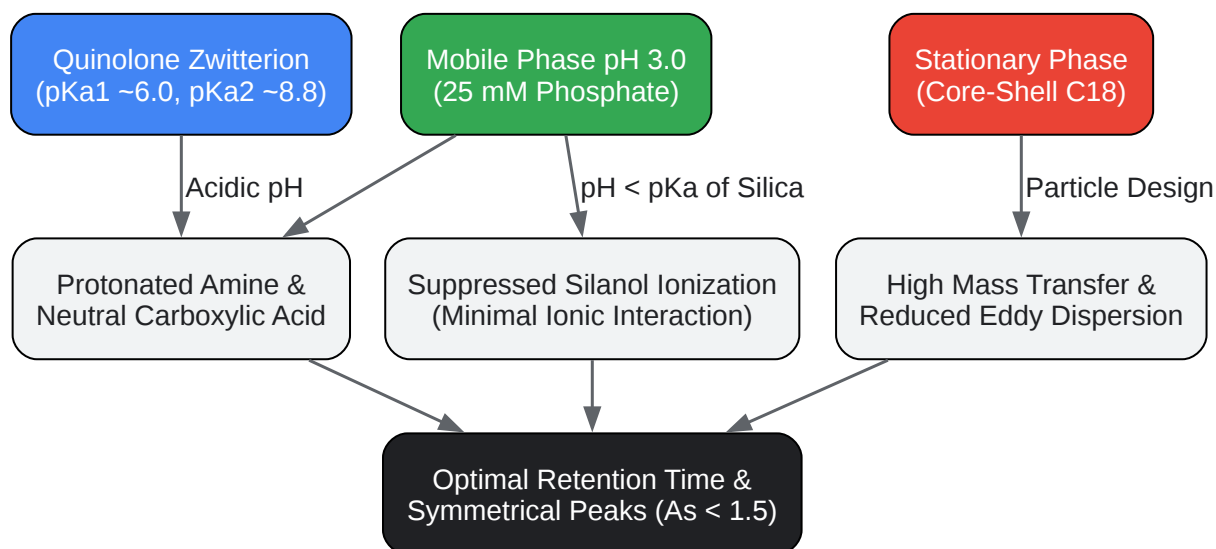 Quinolone Zwitterion
(pKa1 ~6.0, pKa2 ~8.8)
Mobile Phase pH 3.0
(25 mM Phosphate)
Stationary Phase
(Core-Shell C18)
Acidic pH
pH < pKa of Silica
Particle Design
Protonated Amine &
Neutral Carboxylic Acid
Suppressed Silanol Ionization
(Minimal Ionic Interaction)
High Mass Transfer &
Reduced Eddy Dispersion
Optimal Retention Time &
Symmetrical Peaks (As < 1.5)